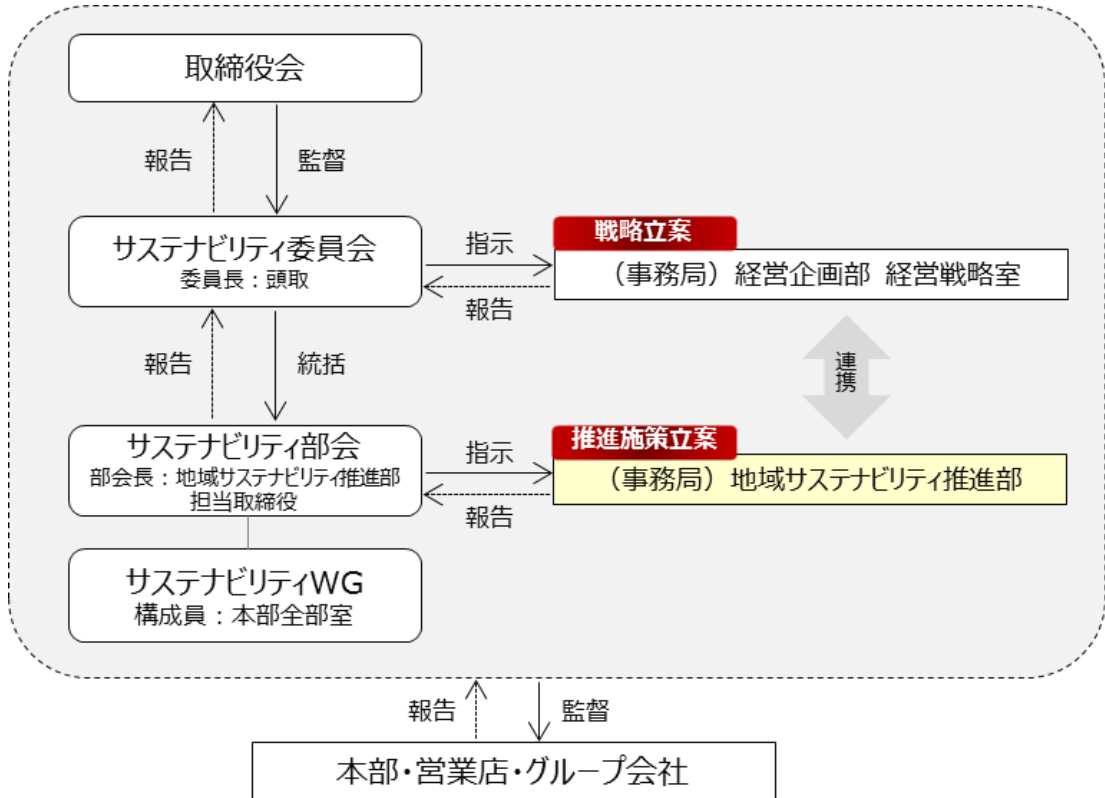 取締役会
報告
監督
サステナビリティ委員会
委員長：頭取
指示
報告
戦略立案
（事務局）経営企画部 経営戦略室
報告
統括
連携
サステナビリティ部会
部会長：地域サステナビリティ推進部
担当取締役
指示
報告
推進施策立案
（事務局）地域サステナビリティ推進部
サステナビリティWG
構成員：本部全部室
報告
監督
本部・営業店・グループ会社